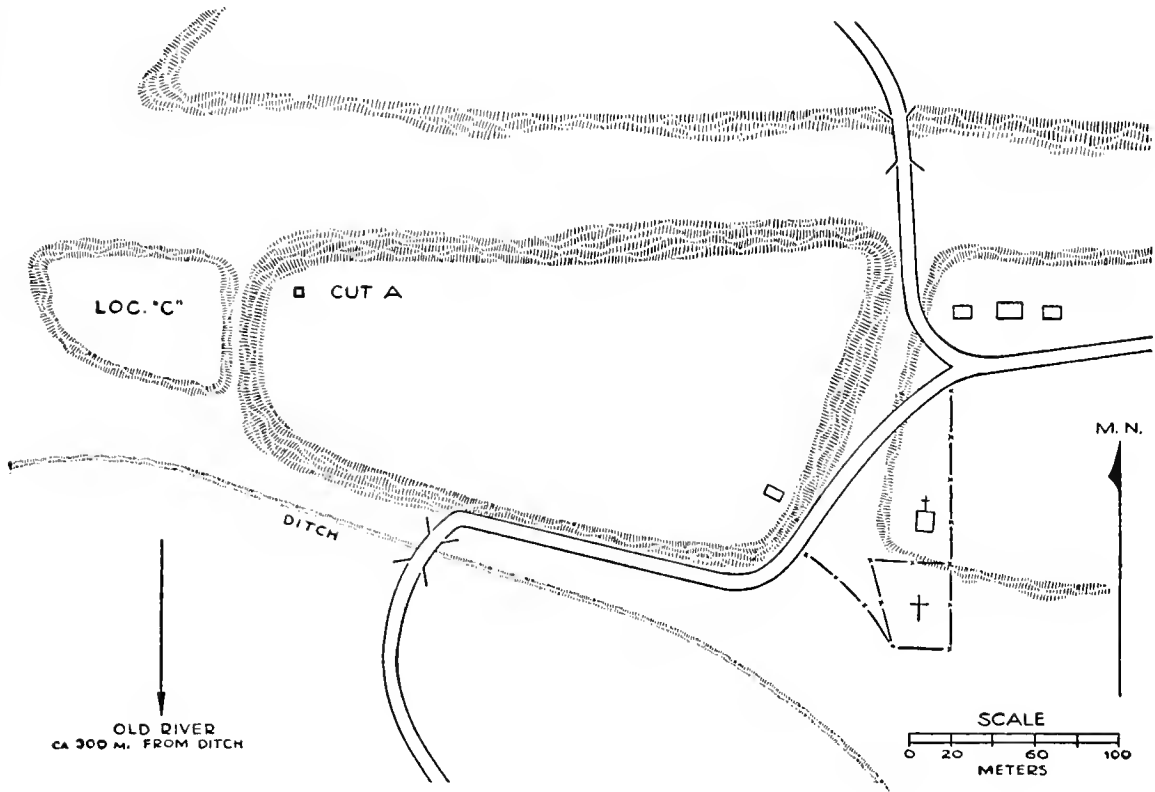 LOC. "C"
CUT A
M. N.
DITCH
OLD RIVER
CA 300 M. FROM DITCH
SCALE
0 20 60 100
METERS